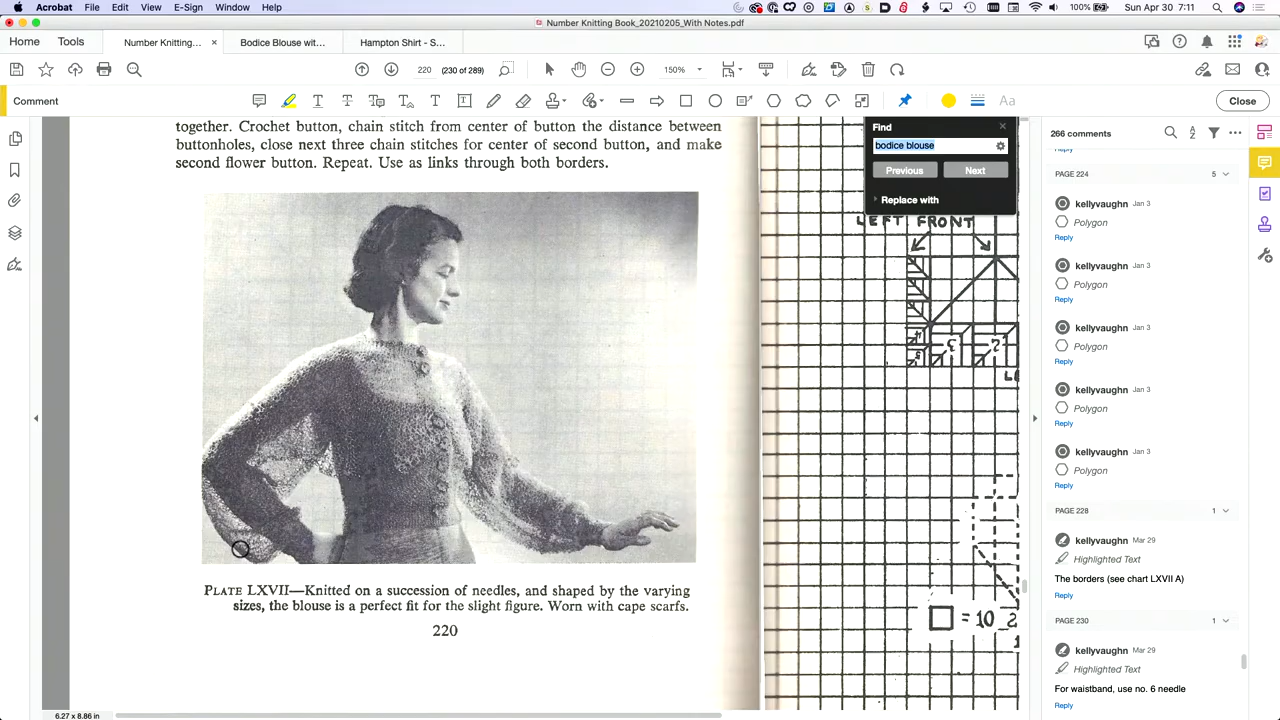 Acrobat File Edit View E-Sign Window Help
100% Sun Apr 30 7:11
Number Knitting Book_20210205_With Notes.pdf
Home Tools Number Knitting... × Bodice Blouse wit... Hampton Shirt - S...
220 (230 of 289) 150%
Comment
Aa
Close
together. Crochet button, chain stitch from center of button the distance between
buttonholes, close next three chain stitches for center of second button, and make
second flower button. Repeat. Use as links through both borders.
PLATE LXVII—Knitted on a succession of needles, and shaped by the varying
sizes, the blouse is a perfect fit for the slight figure. Worn with cape scarfs.
220
6.27 x 8.86 in
Find
bodice blouse
Previous Next
Replace with
LEFT FRONT
4
5
3
2
= 10
266 comments
Reply
PAGE 224 5
kellyvaughn Jan 3
Polygon
Reply
kellyvaughn Jan 3
Polygon
Reply
kellyvaughn Jan 3
Polygon
Reply
kellyvaughn Jan 3
Polygon
Reply
kellyvaughn Jan 3
Polygon
Reply
PAGE 228 1
kellyvaughn Mar 29
Highlighted Text
The borders (see chart LXVII A)
Reply
PAGE 230 1
kellyvaughn Mar 29
Highlighted Text
For waistband, use no. 6 needle
Reply